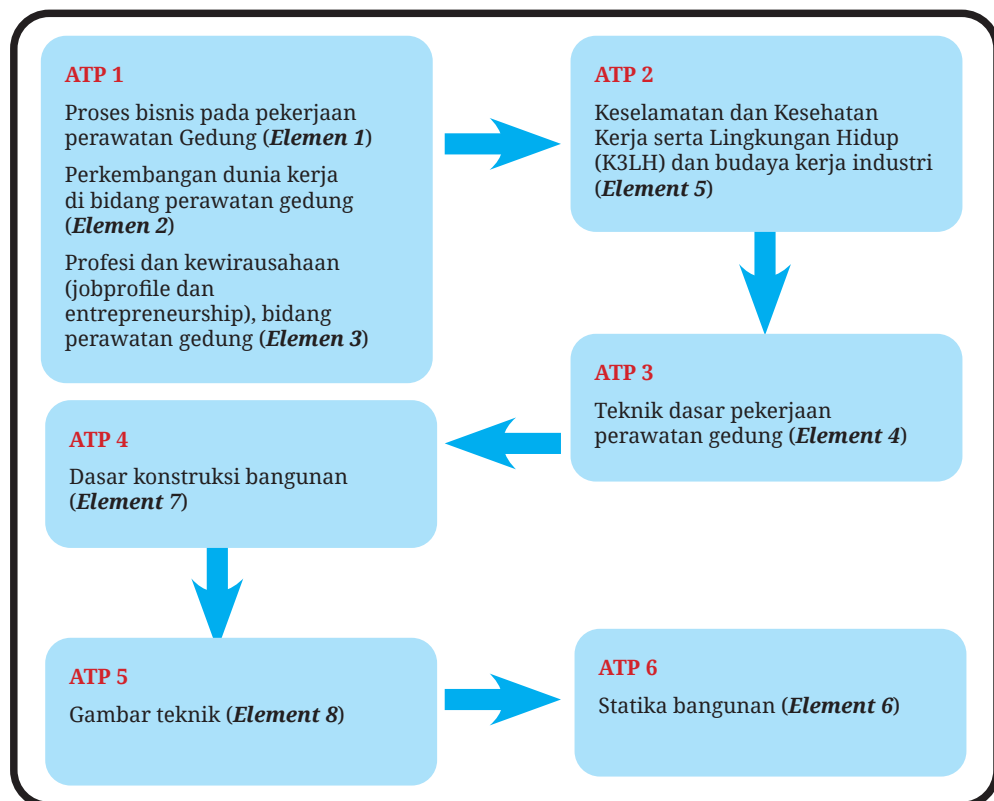 ATP 1
Proses bisnis pada pekerjaan
perawatan Gedung (Elemen 1)
Perkembangan dunia kerja
di bidang perawatan gedung
(Elemen 2)
Profesi dan kewirausahaan
(jobprofile dan
entrepreneurship), bidang
perawatan gedung (Elemen 3)
ATP 2
Keselamatan dan Kesehatan
Kerja serta Lingkungan Hidup
(K3LH) dan budaya kerja industri
(Element 5)
ATP 3
Teknik dasar pekerjaan
perawatan gedung (Element 4)
ATP 4
Dasar konstruksi bangunan
(Element 7)
ATP 5
Gambar teknik (Element 8)
ATP 6
Statika bangunan (Element 6)